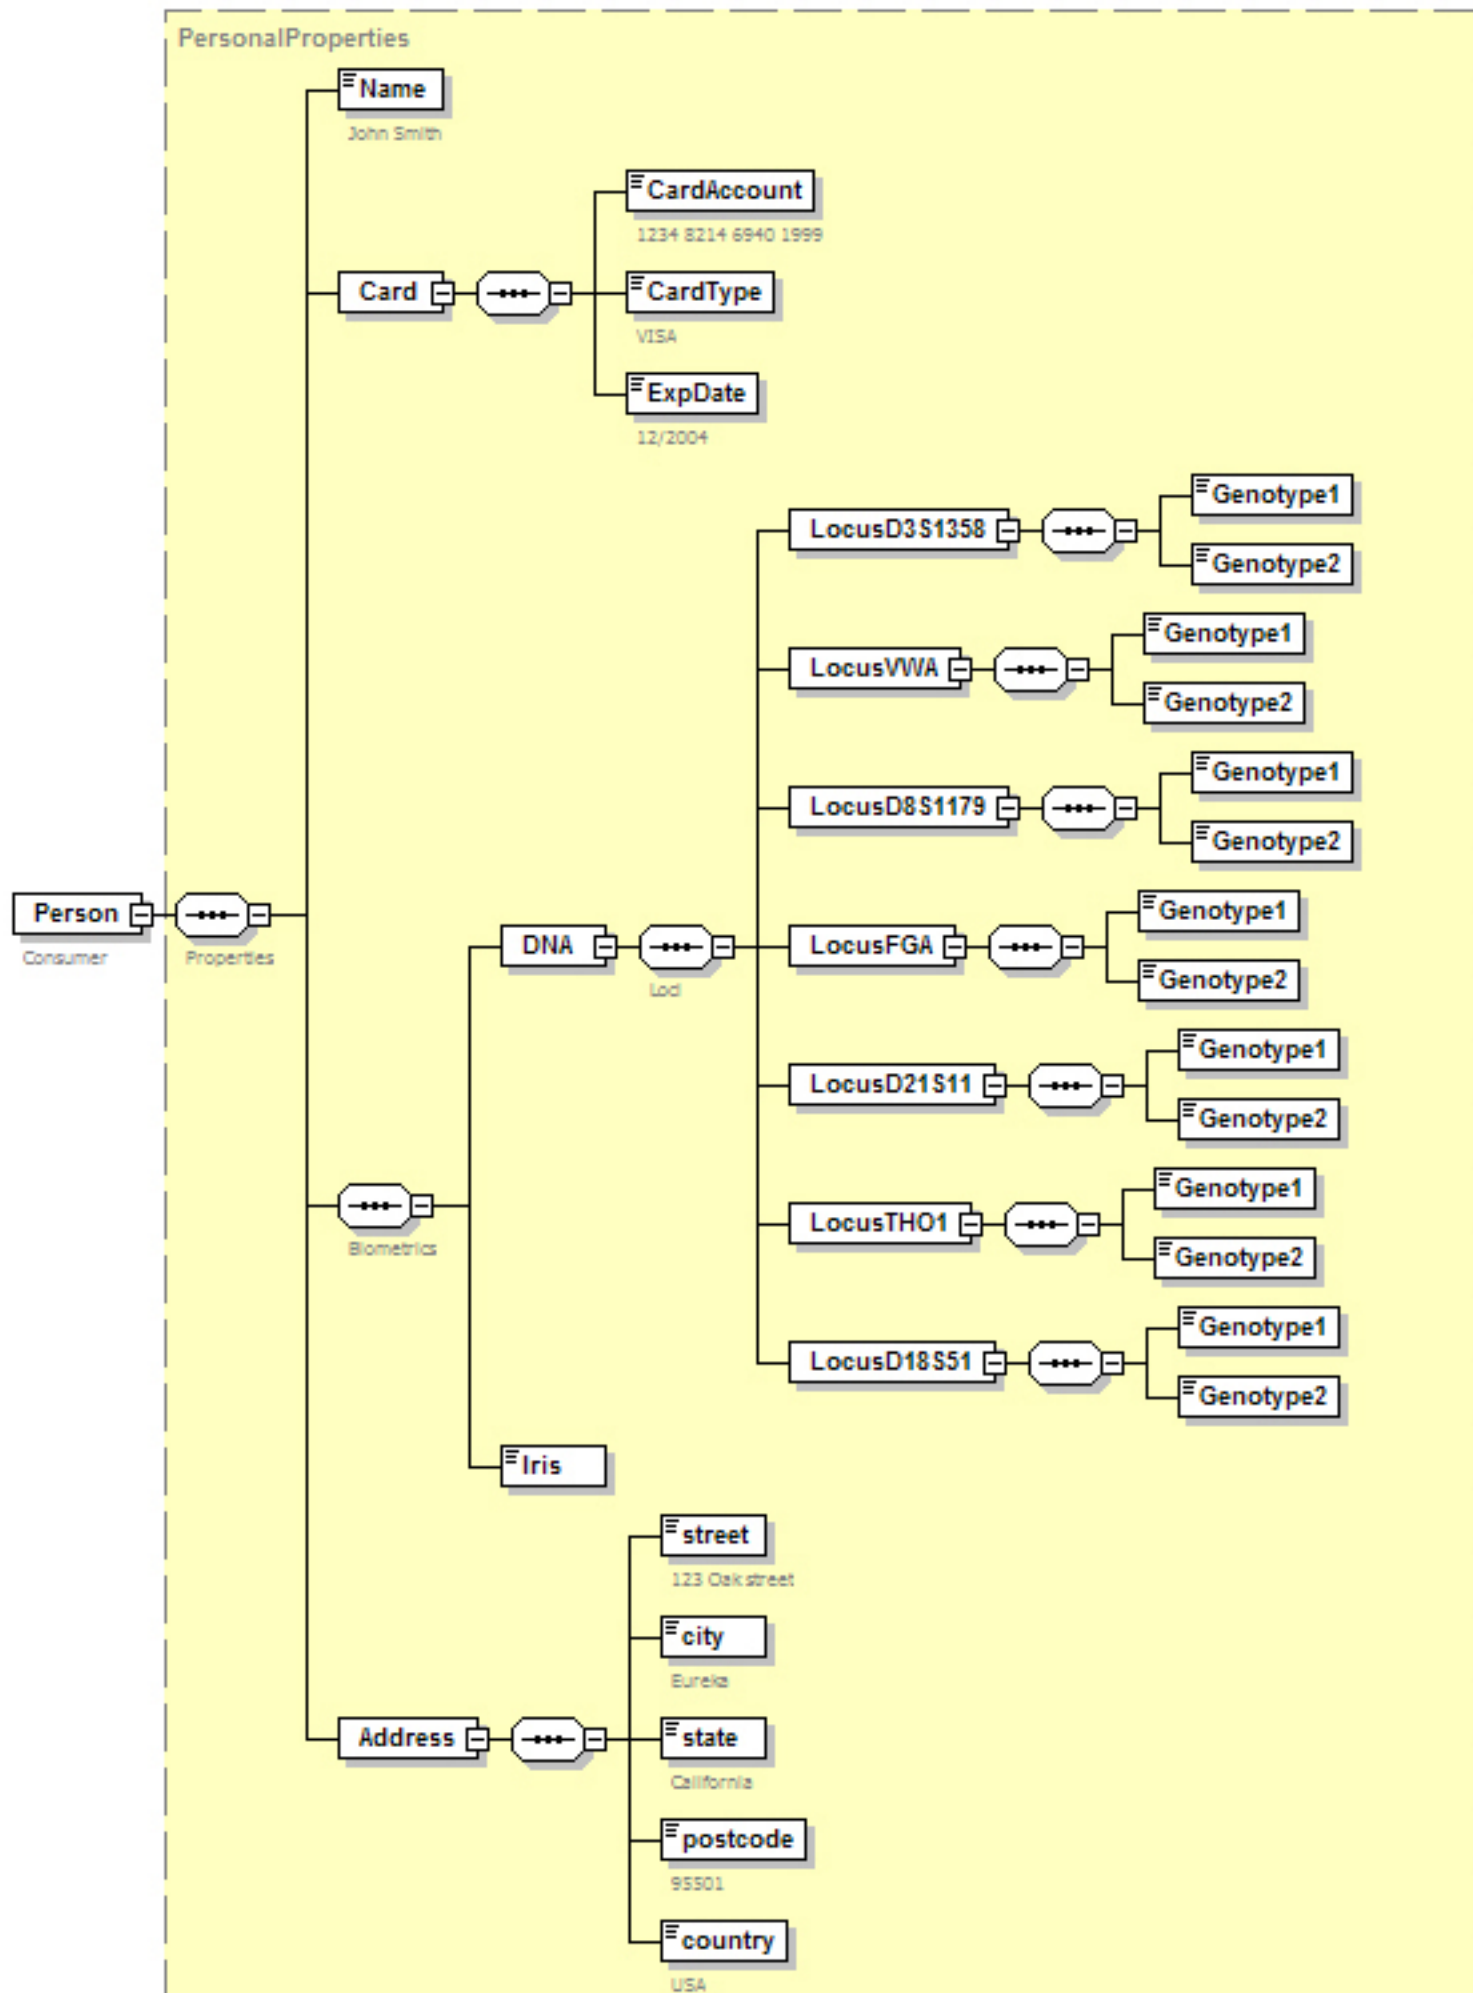 PersonalProperties
Name
John Smith
CardAccount
1234 8214 6940 1999
Card
CardType
VISA
ExpDate
12/2004
LocusD3S1358
Genotype1
Genotype2
LocusVWA
Genotype1
Genotype2
LocusD8S1179
Genotype1
Genotype2
Person
Consumer
Properties
DNA
Loci
LocusFGA
Genotype1
Genotype2
LocusD21S11
Genotype1
Genotype2
Biometrics
LocusTHO1
Genotype1
Genotype2
LocusD18S51
Genotype1
Genotype2
Iris
street
123 Oak street
city
Eureka
Address
state
California
postcode
95501
country
USA